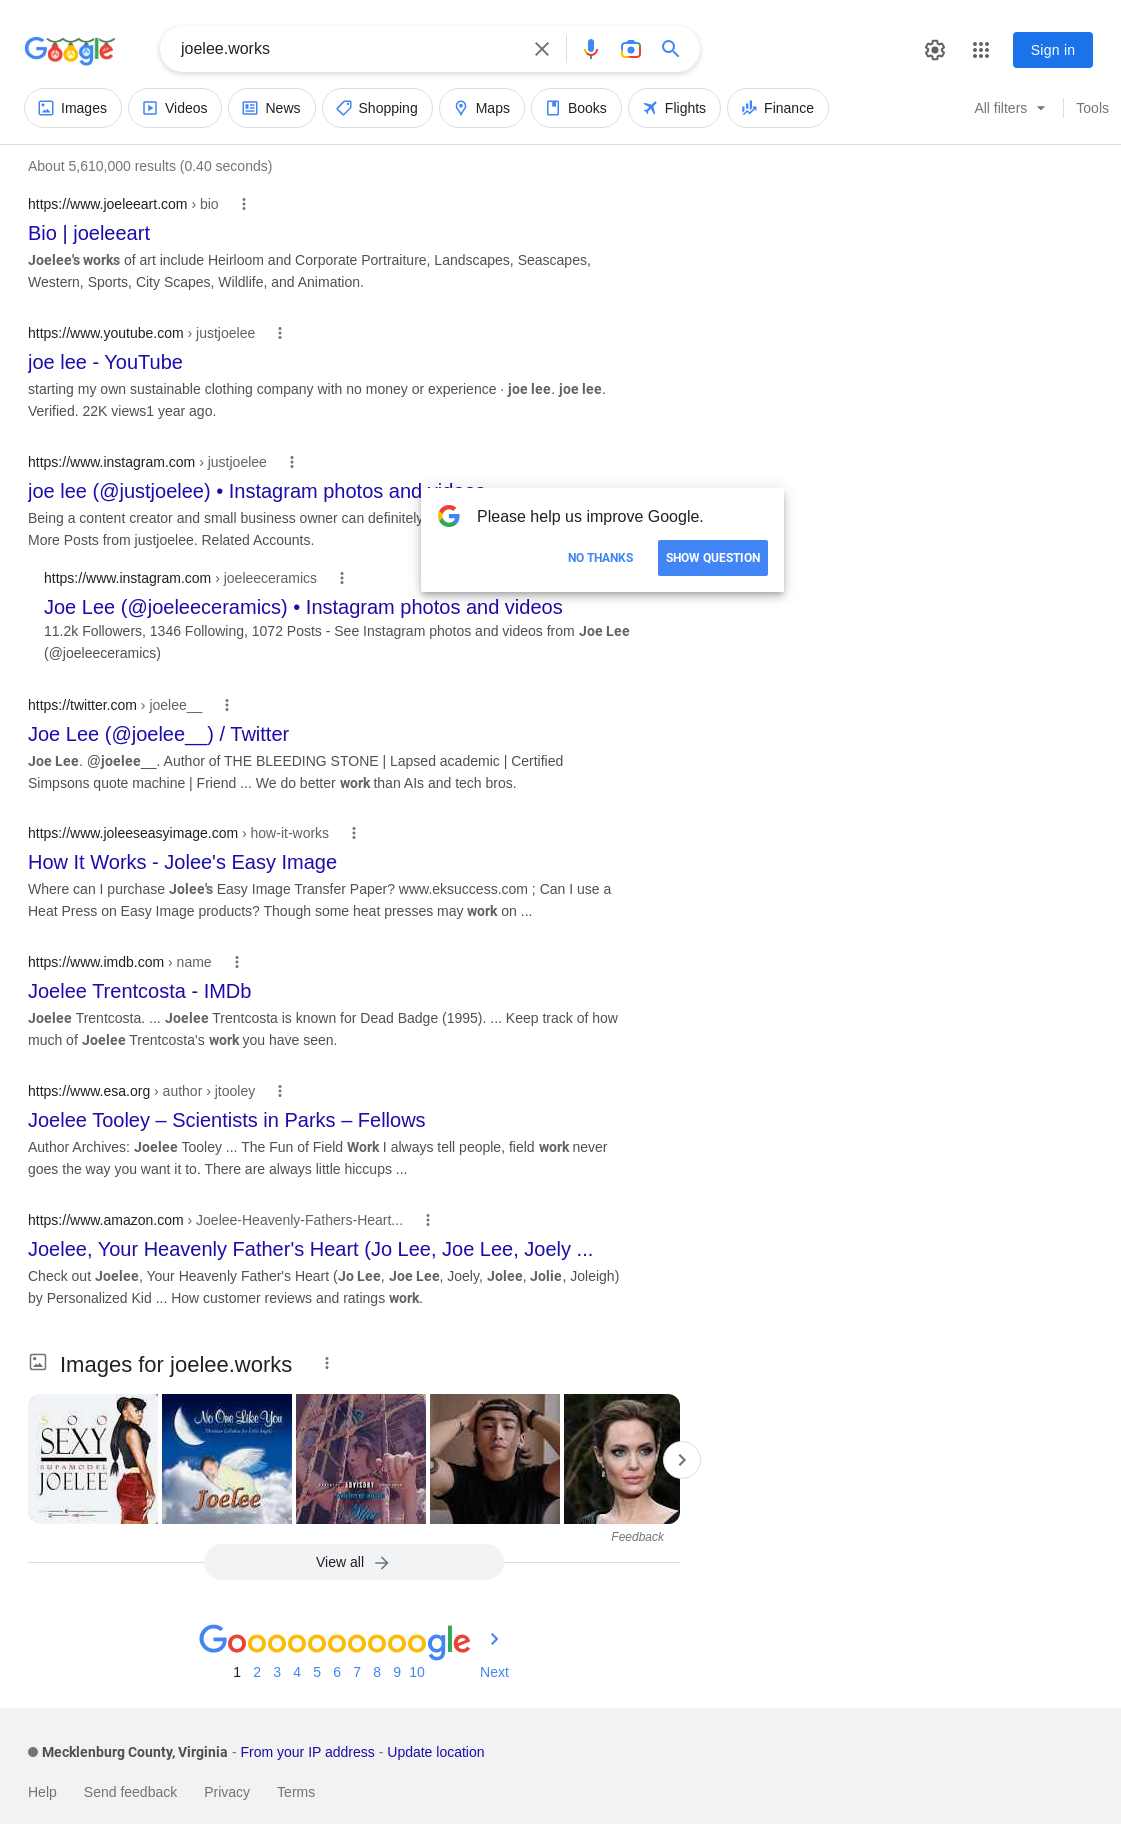 Google
joelee.works
Sign in
Images
Videos
News
Shopping
Maps
Books
Flights
Finance
All filters
Tools
About 5,610,000 results (0.40 seconds)
https://www.joeleeart.com › bio
Bio | joeleeart
Joelee's works of art include Heirloom and Corporate Portraiture, Landscapes, Seascapes,
Western, Sports, City Scapes, Wildlife, and Animation.
https://www.youtube.com › justjoelee
joe lee - YouTube
starting my own sustainable clothing company with no money or experience · joe lee. joe lee.
Verified. 22K views1 year ago.
https://www.instagram.com › justjoelee
joe lee (@justjoelee) • Instagram photos and videos
Being a content creator and small business owner can definitely
More Posts from justjoelee. Related Accounts.
Please help us improve Google.
NO THANKS
SHOW QUESTION
https://www.instagram.com › joeleeceramics
Joe Lee (@joeleeceramics) • Instagram photos and videos
11.2k Followers, 1346 Following, 1072 Posts - See Instagram photos and videos from Joe Lee
(@joeleeceramics)
https://twitter.com › joelee__
Joe Lee (@joelee__) / Twitter
Joe Lee. @joelee__. Author of THE BLEEDING STONE | Lapsed academic | Certified
Simpsons quote machine | Friend ... We do better work than AIs and tech bros.
https://www.joleeseasyimage.com › how-it-works
How It Works - Jolee's Easy Image
Where can I purchase Jolee's Easy Image Transfer Paper? www.eksuccess.com ; Can I use a
Heat Press on Easy Image products? Though some heat presses may work on ...
https://www.imdb.com › name
Joelee Trentcosta - IMDb
Joelee Trentcosta. ... Joelee Trentcosta is known for Dead Badge (1995). ... Keep track of how
much of Joelee Trentcosta's work you have seen.
https://www.esa.org › author › jtooley
Joelee Tooley – Scientists in Parks – Fellows
Author Archives: Joelee Tooley ... The Fun of Field Work I always tell people, field work never
goes the way you want it to. There are always little hiccups ...
https://www.amazon.com › Joelee-Heavenly-Fathers-Heart...
Joelee, Your Heavenly Father's Heart (Jo Lee, Joe Lee, Joely ...
Check out Joelee, Your Heavenly Father's Heart (Jo Lee, Joe Lee, Joely, Jolee, Jolie, Joleigh)
by Personalized Kid ... How customer reviews and ratings work.
Images for joelee.works
SOO
SEXY
SUPAMODEL
JOELEE
No One Like You
Joelee
ADVISORY
Feedback
View all
Goooooooooogle
1 2 3 4 5 6 7 8 9 10 Next
Mecklenburg County, Virginia - From your IP address - Update location
Help
Send feedback
Privacy
Terms